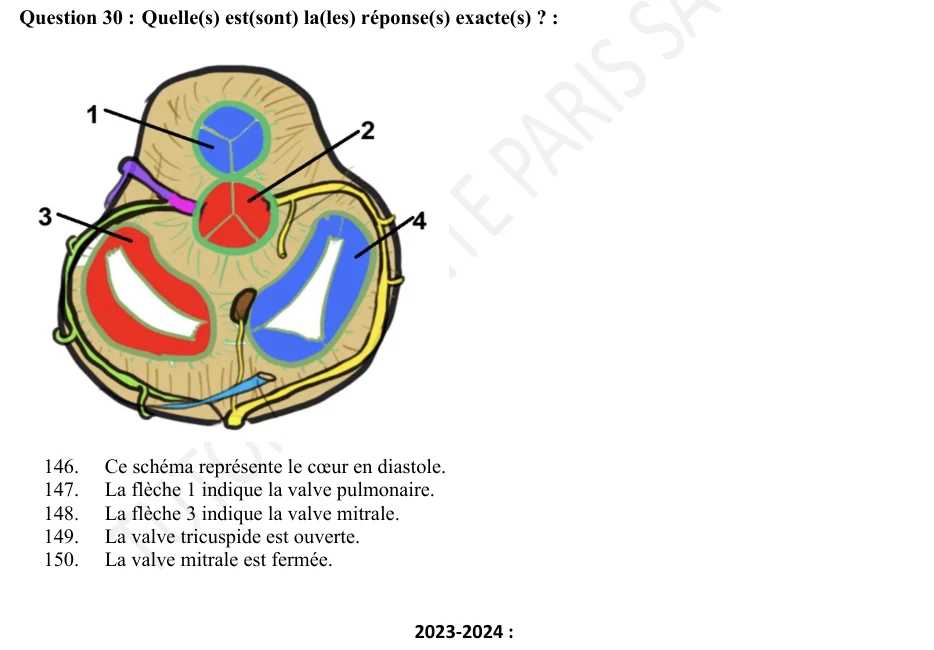 Question 30 : Quelle(s) est(sont) la(les) réponse(s) exacte(s) ? :
1
2
3
4
146. Ce schéma représente le cœur en diastole.
147. La flèche 1 indique la valve pulmonaire.
148. La flèche 3 indique la valve mitrale.
149. La valve tricuspide est ouverte.
150. La valve mitrale est fermée.
2023-2024 :
PARIS